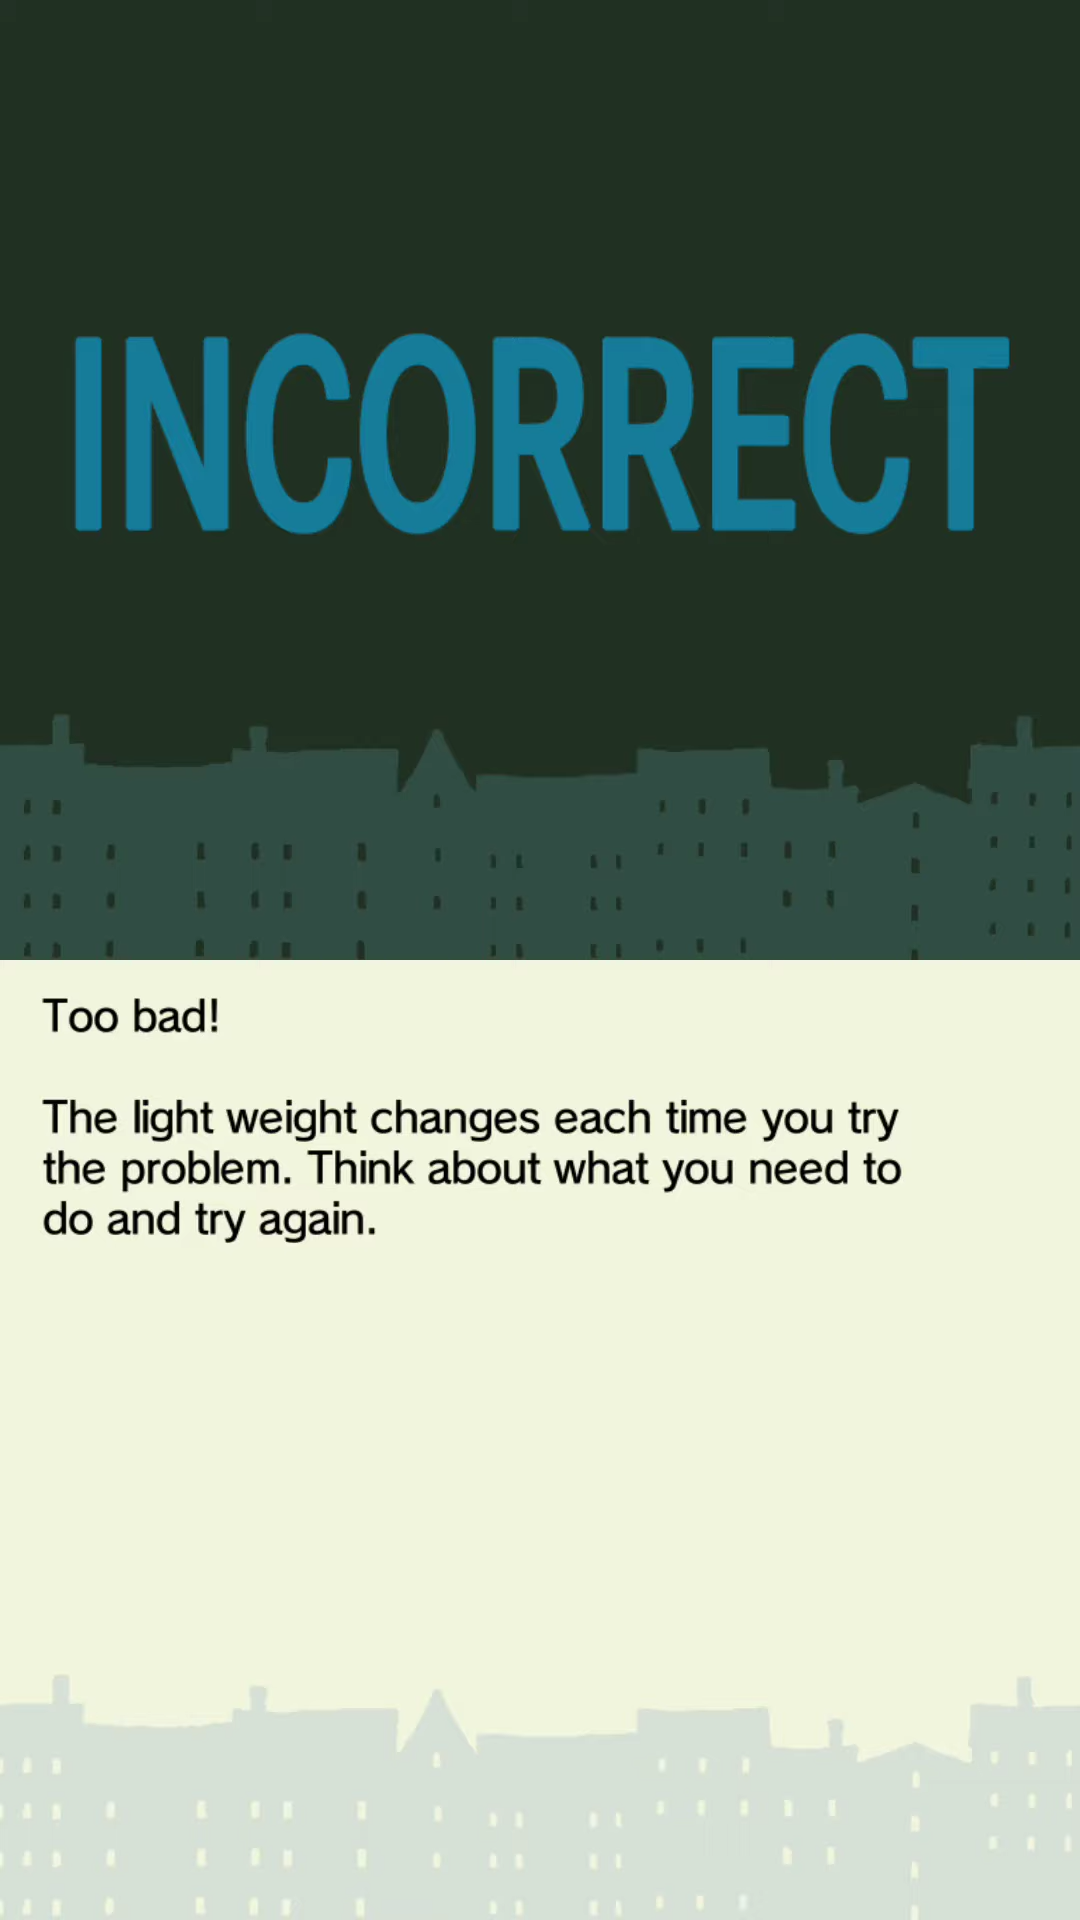 INCORRECT
Too bad!
The light weight changes each time you try
the problem. Think about what you need to
do and try again.